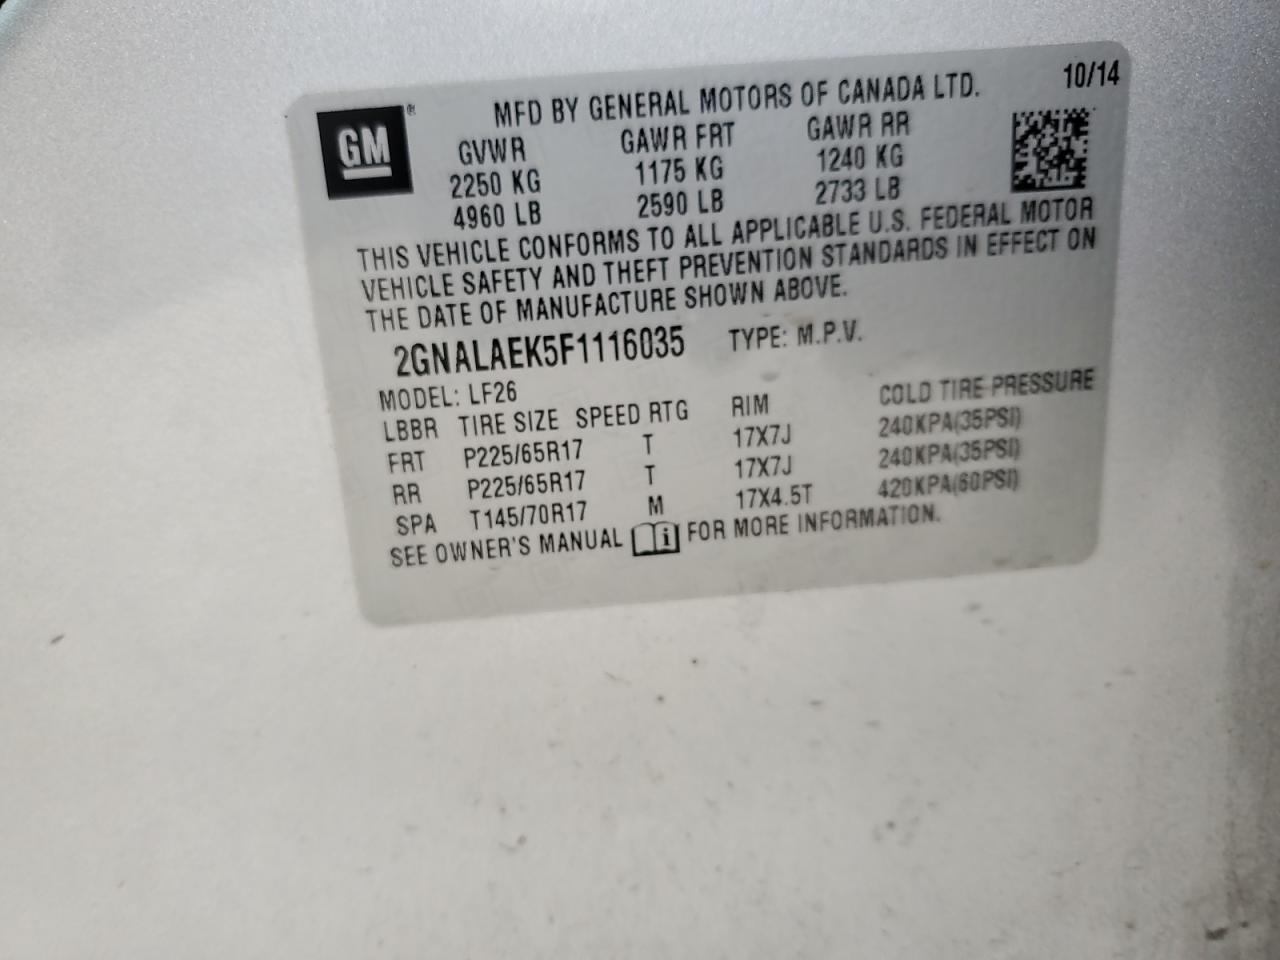 GM ®
MFD BY GENERAL MOTORS OF CANADA LTD. 10/14
GVWR GAWR FRT GAWR RR
2250 KG 1175 KG 1240 KG
4960 LB 2590 LB 2733 LB
THIS VEHICLE CONFORMS TO ALL APPLICABLE U.S. FEDERAL MOTOR
VEHICLE SAFETY AND THEFT PREVENTION STANDARDS IN EFFECT ON
THE DATE OF MANUFACTURE SHOWN ABOVE.
2GNALAEK5F1116035 TYPE: M.P.V.
MODEL: LF26
LBBR TIRE SIZE SPEED RTG RIM COLD TIRE PRESSURE
FRT P225/65R17 T 17X7J 240KPA(35PSI)
RR P225/65R17 T 17X7J 240KPA(35PSI)
SPA T145/70R17 M 17X4.5T 420KPA(60PSI)
SEE OWNER'S MANUAL i FOR MORE INFORMATION.